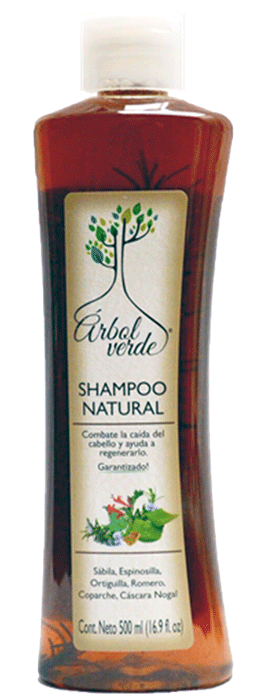 Árbol
verde®
SHAMPOO
NATURAL
Combate la caida del
cabello y ayuda a
regenerarlo.
Garantizado!
Sábila, Espinosilla,
Ortiguilla, Romero,
Coparche, Cáscara Nogal
Cont. Neto 500 ml (16.9 fl. oz)